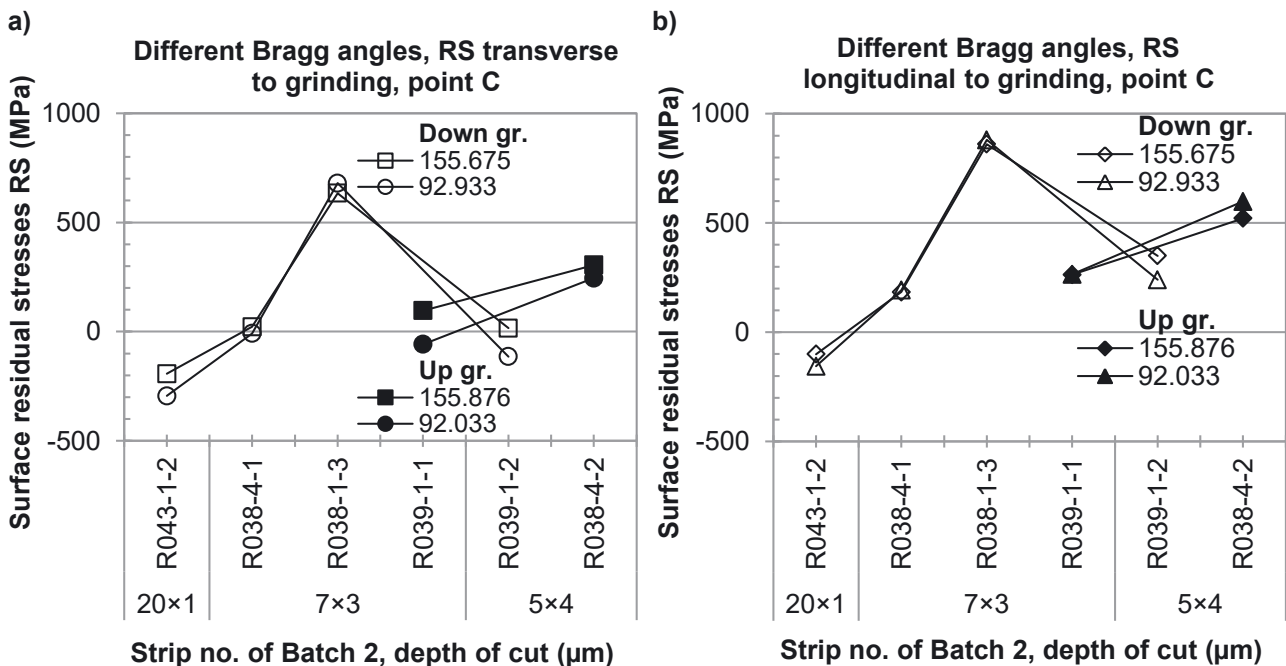 a)
Different Bragg angles, RS transverse
to grinding, point C
Surface residual stresses RS (MPa)
1000
500
0
-500
Down gr.
155.675
92.933
Up gr.
155.876
92.033
R043-1-2
R038-4-1
R038-1-3
R039-1-1
R039-1-2
R038-4-2
20×1
7×3
5×4
Strip no. of Batch 2, depth of cut (µm)
b)
Different Bragg angles, RS
longitudinal to grinding, point C
Surface residual stresses RS (MPa)
1000
500
0
-500
Down gr.
155.675
92.933
Up gr.
155.876
92.033
R043-1-2
R038-4-1
R038-1-3
R039-1-1
R039-1-2
R038-4-2
20×1
7×3
5×4
Strip no. of Batch 2, depth of cut (µm)